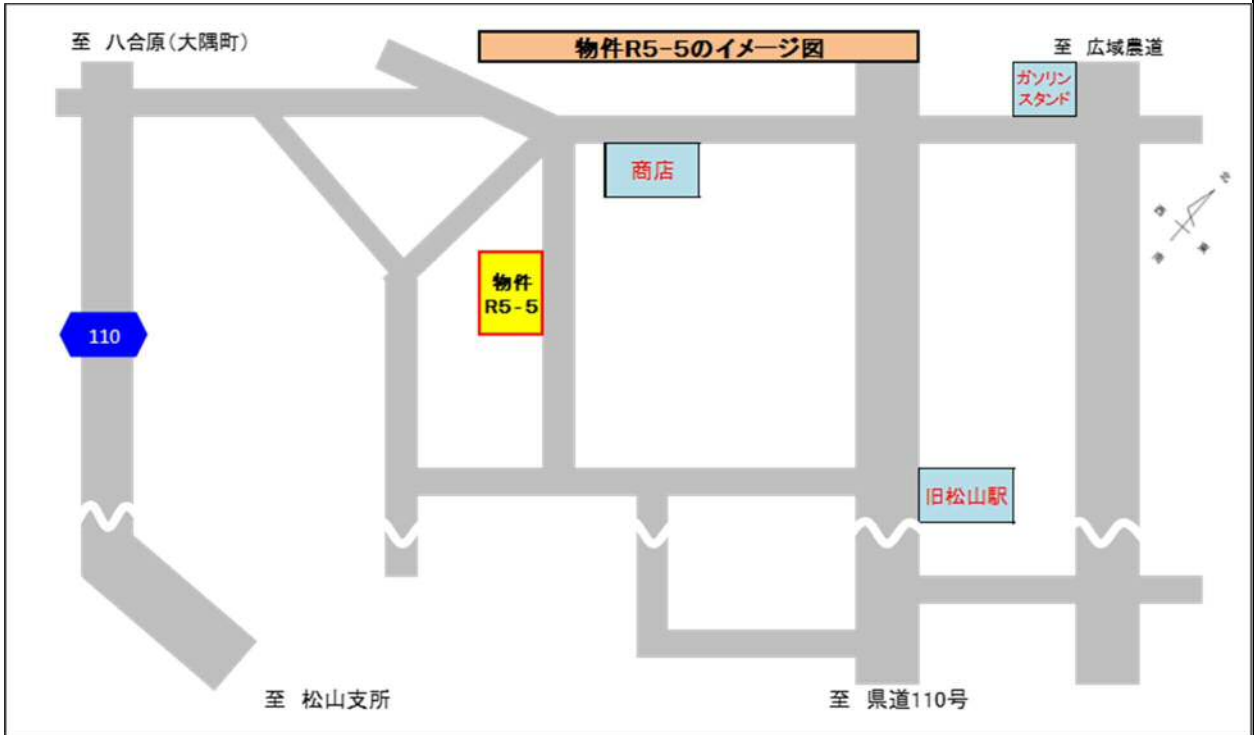 至 八合原(大隅町)
物件R5-5のイメージ図
至 広域農道
ガソリン
スタンド
商店
物件
R5-5
110
旧松山駅
至 松山支所
至 県道110号